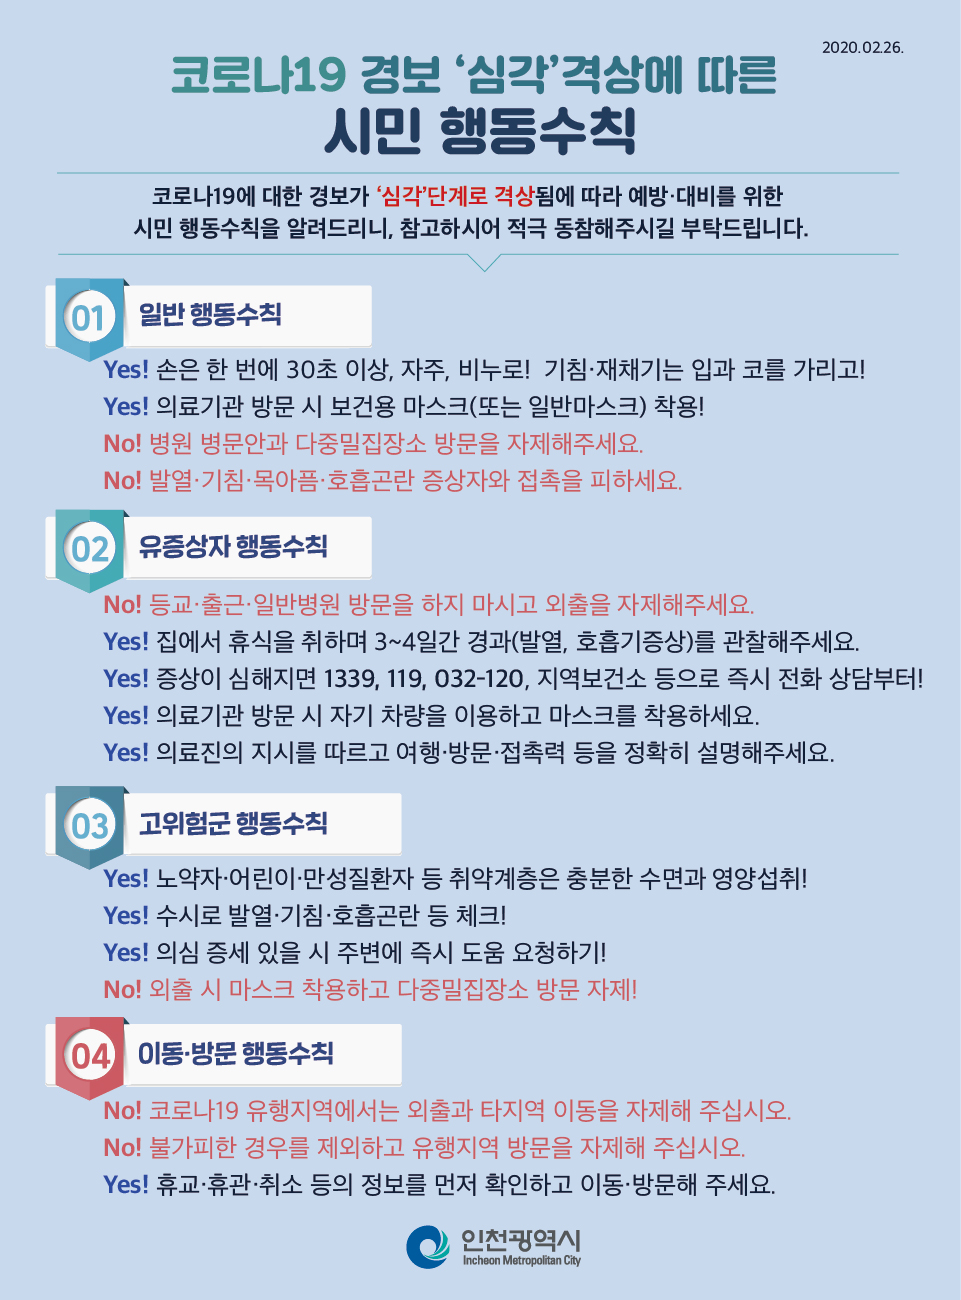 2020.02.26.
코로나19 경보 ‘심각’격상에 따른
시민 행동수칙
코로나19에 대한 경보가 ‘심각’단계로 격상됨에 따라 예방·대비를 위한
시민 행동수칙을 알려드리니, 참고하시어 적극 동참해주시길 부탁드립니다.
01 일반 행동수칙
Yes! 손은 한 번에 30초 이상, 자주, 비누로! 기침·재채기는 입과 코를 가리고!
Yes! 의료기관 방문 시 보건용 마스크(또는 일반마스크) 착용!
No! 병원 병문안과 다중밀집장소 방문을 자제해주세요.
No! 발열·기침·목아픔·호흡곤란 증상자와 접촉을 피하세요.
02 유증상자 행동수칙
No! 등교·출근·일반병원 방문을 하지 마시고 외출을 자제해주세요.
Yes! 집에서 휴식을 취하며 3~4일간 경과(발열, 호흡기증상)를 관찰해주세요.
Yes! 증상이 심해지면 1339, 119, 032-120, 지역보건소 등으로 즉시 전화 상담부터!
Yes! 의료기관 방문 시 자기 차량을 이용하고 마스크를 착용하세요.
Yes! 의료진의 지시를 따르고 여행·방문·접촉력 등을 정확히 설명해주세요.
03 고위험군 행동수칙
Yes! 노약자·어린이·만성질환자 등 취약계층은 충분한 수면과 영양섭취!
Yes! 수시로 발열·기침·호흡곤란 등 체크!
Yes! 의심 증세 있을 시 주변에 즉시 도움 요청하기!
No! 외출 시 마스크 착용하고 다중밀집장소 방문 자제!
04 이동·방문 행동수칙
No! 코로나19 유행지역에서는 외출과 타지역 이동을 자제해 주십시오.
No! 불가피한 경우를 제외하고 유행지역 방문을 자제해 주십시오.
Yes! 휴교·휴관·취소 등의 정보를 먼저 확인하고 이동·방문해 주세요.
인천광역시
Incheon Metropolitan City